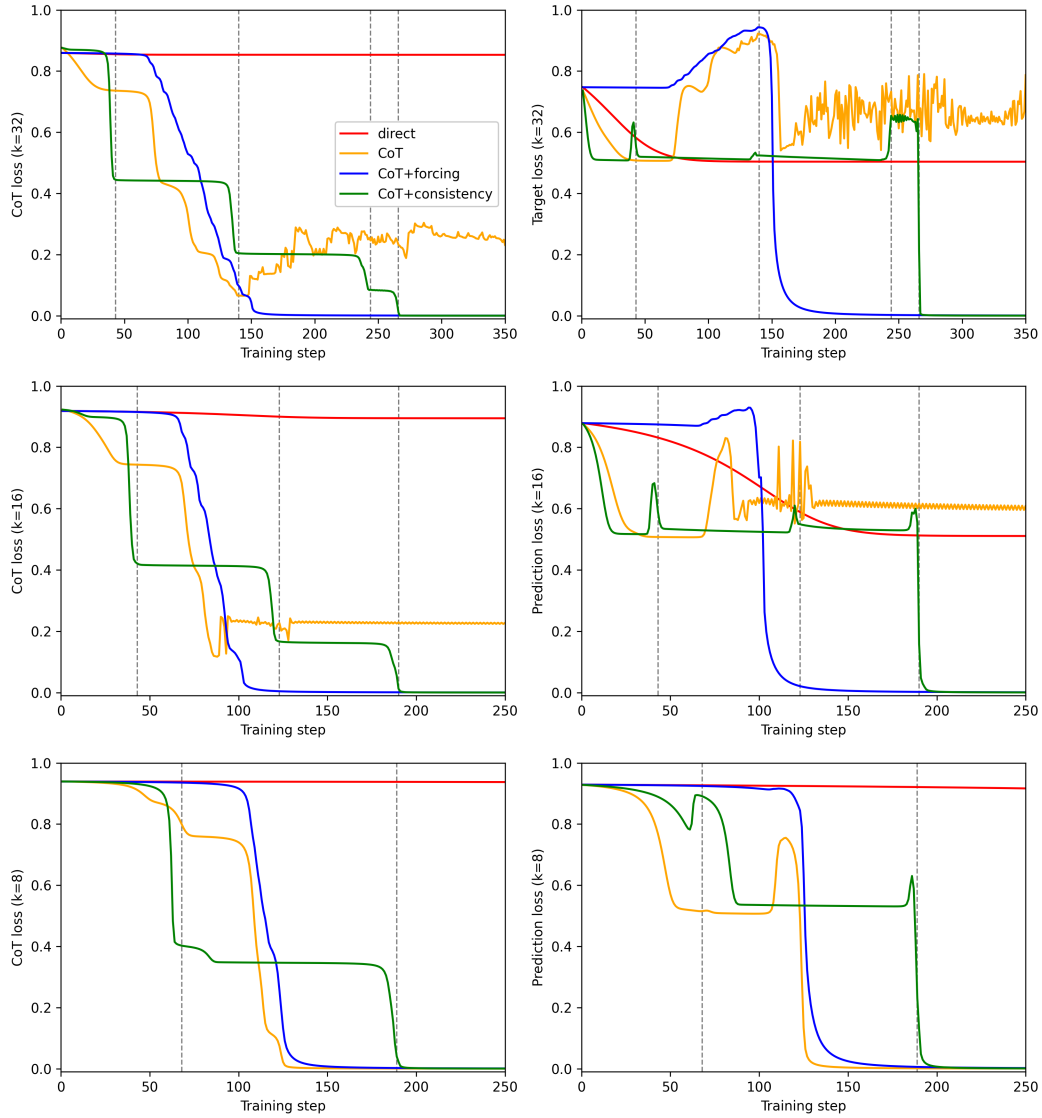 1.0
0.8
0.6
0.4
0.2
0.0
CoT loss (k=32)
0 50 100 150 200 250 300 350
Training step
direct
CoT
CoT+forcing
CoT+consistency
1.0
0.8
0.6
0.4
0.2
0.0
Target loss (k=32)
0 50 100 150 200 250 300 350
Training step
1.0
0.8
0.6
0.4
0.2
0.0
CoT loss (k=16)
0 50 100 150 200 250
Training step
1.0
0.8
0.6
0.4
0.2
0.0
Prediction loss (k=16)
0 50 100 150 200 250
Training step
1.0
0.8
0.6
0.4
0.2
0.0
CoT loss (k=8)
0 50 100 150 200 250
Training step
1.0
0.8
0.6
0.4
0.2
0.0
Prediction loss (k=8)
0 50 100 150 200 250
Training step